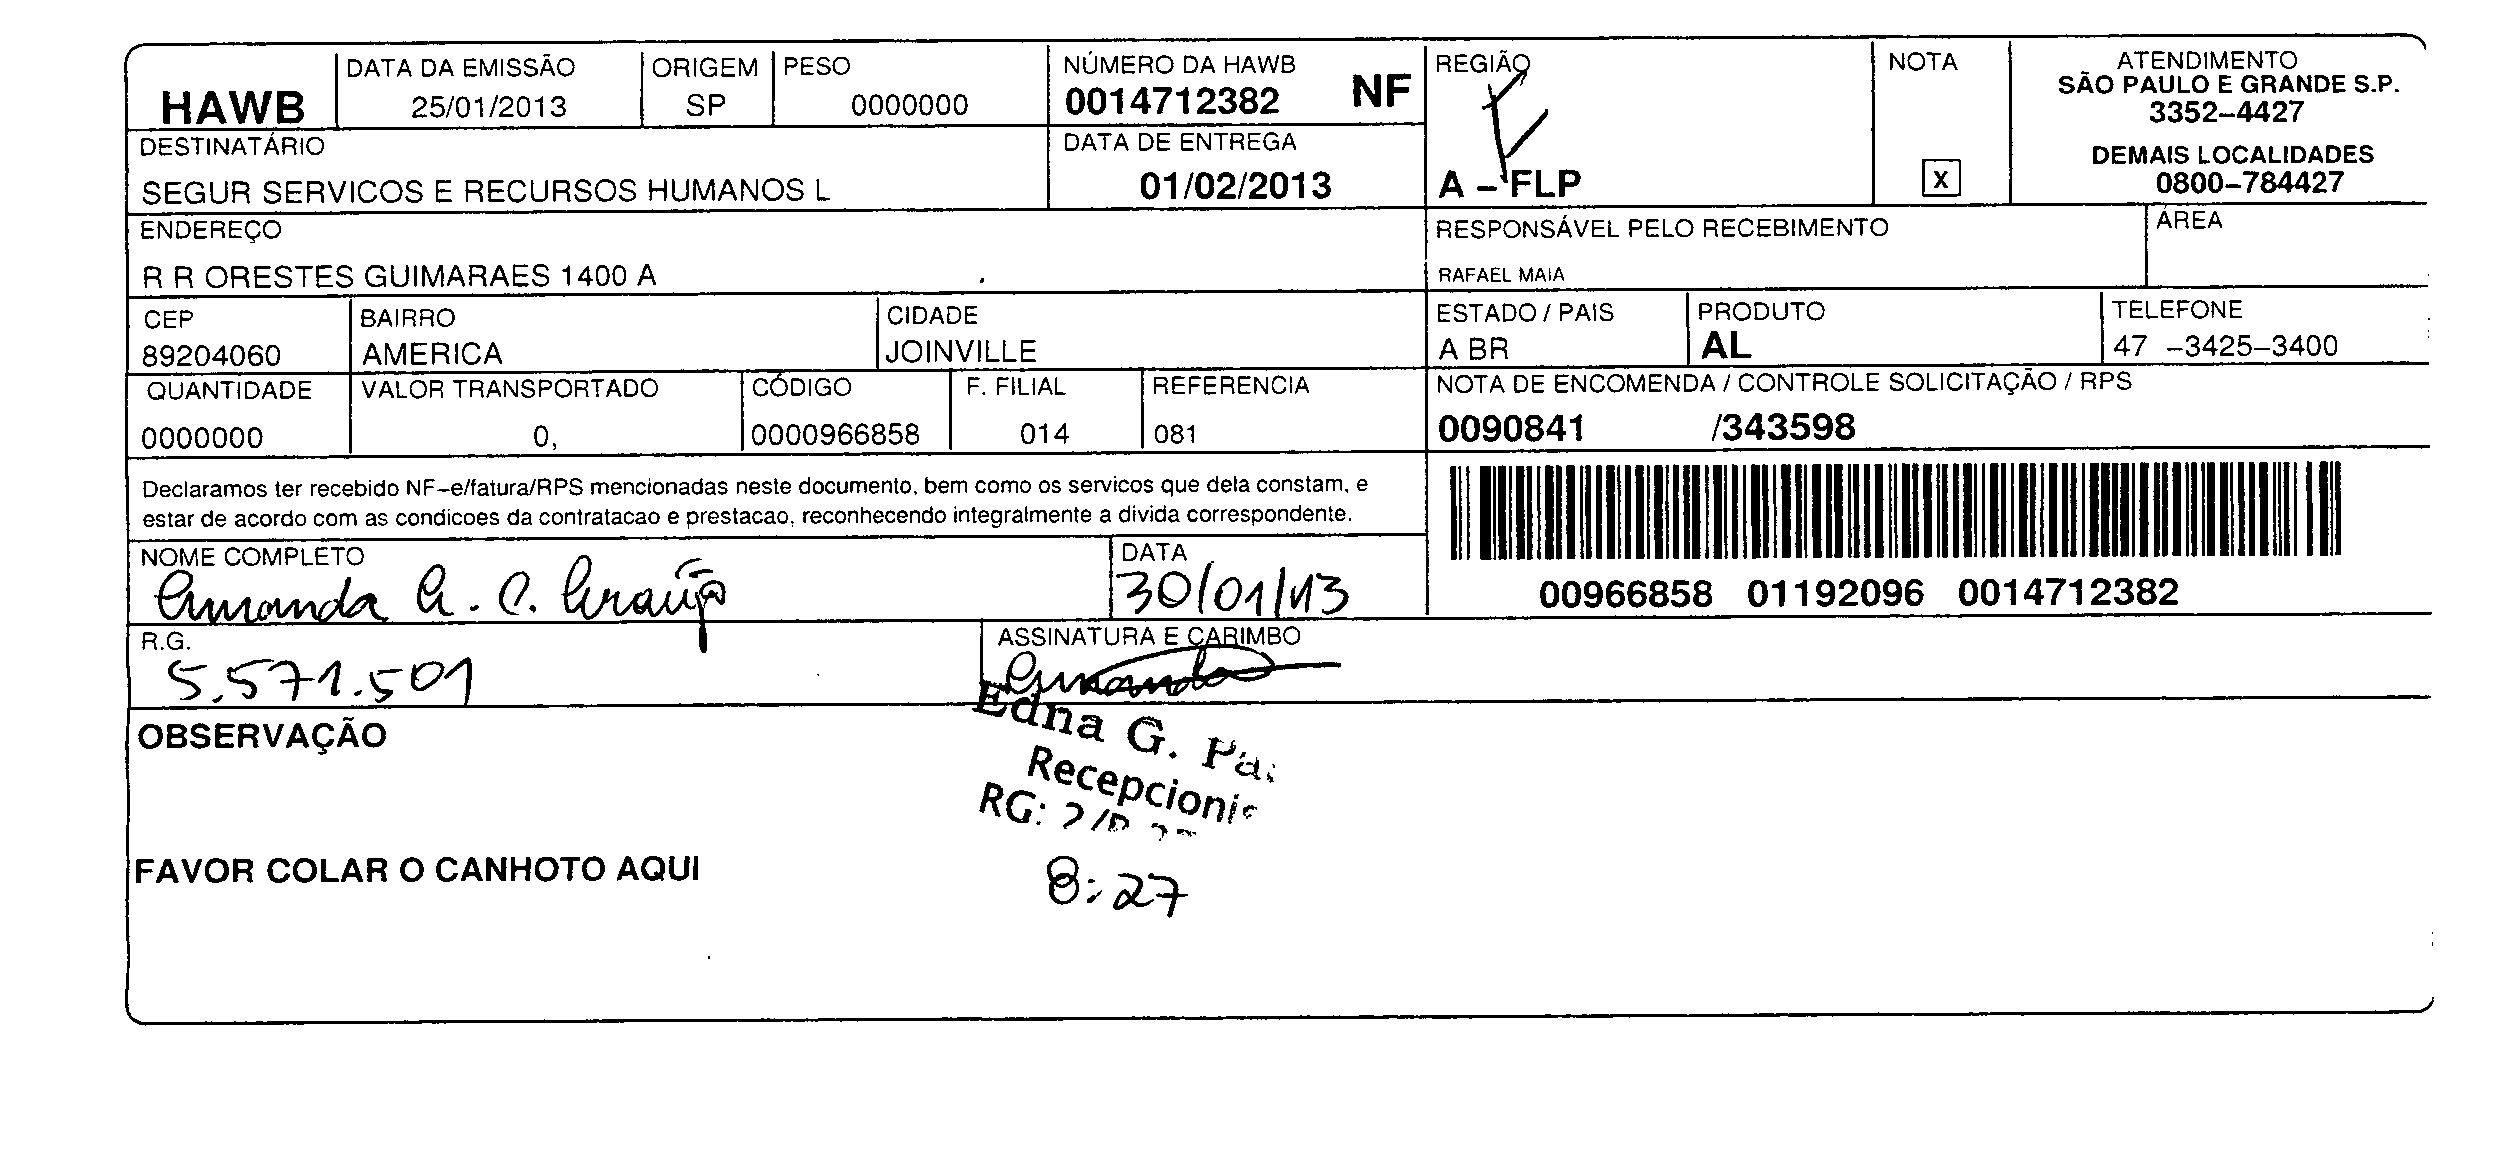 HAWB
DATA DA EMISSÃO
25/01/2013
ORIGEM
SP
PESO
0000000
NÚMERO DA HAWB
0014712382 NF
REGIÃO
A - FLP
NOTA
X
ATENDIMENTO
SÃO PAULO E GRANDE S.P.
3352-4427
DEMAIS LOCALIDADES
0800-784427
DESTINATÁRIO
SEGUR SERVICOS E RECURSOS HUMANOS L
DATA DE ENTREGA
01/02/2013
ENDEREÇO
R R ORESTES GUIMARAES 1400 A
RESPONSÁVEL PELO RECEBIMENTO
RAFAEL MAIA
ÁREA
CEP
89204060
BAIRRO
AMERICA
CIDADE
JOINVILLE
ESTADO / PAIS
A BR
PRODUTO
AL
TELEFONE
47 -3425-3400
QUANTIDADE
0000000
VALOR TRANSPORTADO
0,
CÓDIGO
0000966858
F. FILIAL
014
REFERENCIA
081
NOTA DE ENCOMENDA / CONTROLE SOLICITAÇÃO / RPS
0090841 /343598
Declaramos ter recebido NF-e/fatura/RPS mencionadas neste documento, bem como os servicos que dela constam, e
estar de acordo com as condicoes da contratacao e prestacao, reconhecendo integralmente a divida correspondente.
00966858 01192096 0014712382
NOME COMPLETO
Amanda A. C. Araújo
DATA
30/01/13
R.G.
5.571.501
ASSINATURA E CARIMBO
Amanda
Edna G.
RG:
OBSERVAÇÃO
FAVOR COLAR O CANHOTO AQUI
8:27